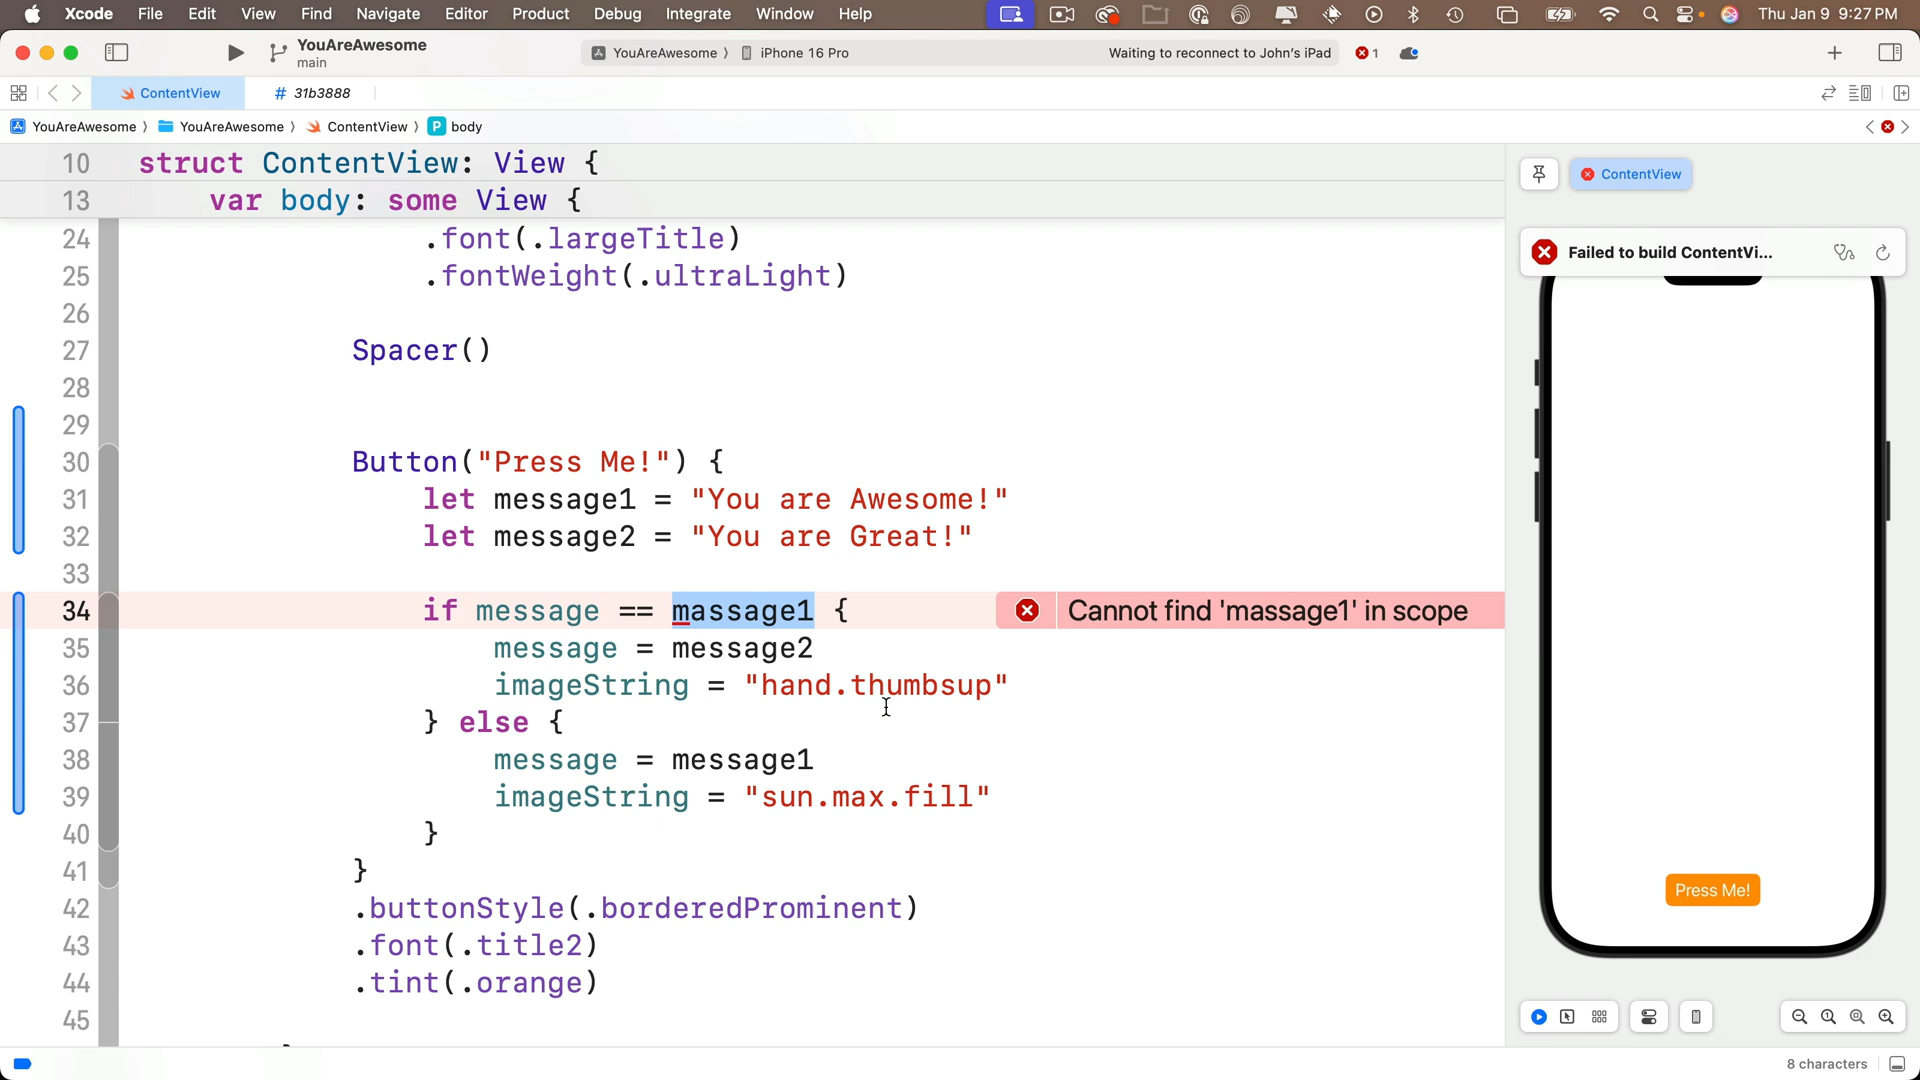 Xcode File Edit View Find Navigate Editor Product Debug Integrate Window Help Thu Jan 9 9:27 PM
YouAreAwesome
main
YouAreAwesome 〉 iPhone 16 Pro Waiting to reconnect to John's iPad 1
ContentView # 31b3888
YouAreAwesome 〉 YouAreAwesome 〉 ContentView 〉 P body
10 struct ContentView: View {
13 var body: some View {
24 .font(.largeTitle)
25 .fontWeight(.ultraLight)
26
27 Spacer()
28
29
30 Button("Press Me!") {
31 let message1 = "You are Awesome!"
32 let message2 = "You are Great!"
33
34 if message == massage1 { Cannot find 'massage1' in scope
35 message = message2
36 imageString = "hand.thumbsup"
37 } else {
38 message = message1
39 imageString = "sun.max.fill"
40 }
41 }
42 .buttonStyle(.borderedProminent)
43 .font(.title2)
44 .tint(.orange)
45
ContentView
Failed to build ContentVi...
Press Me!
8 characters